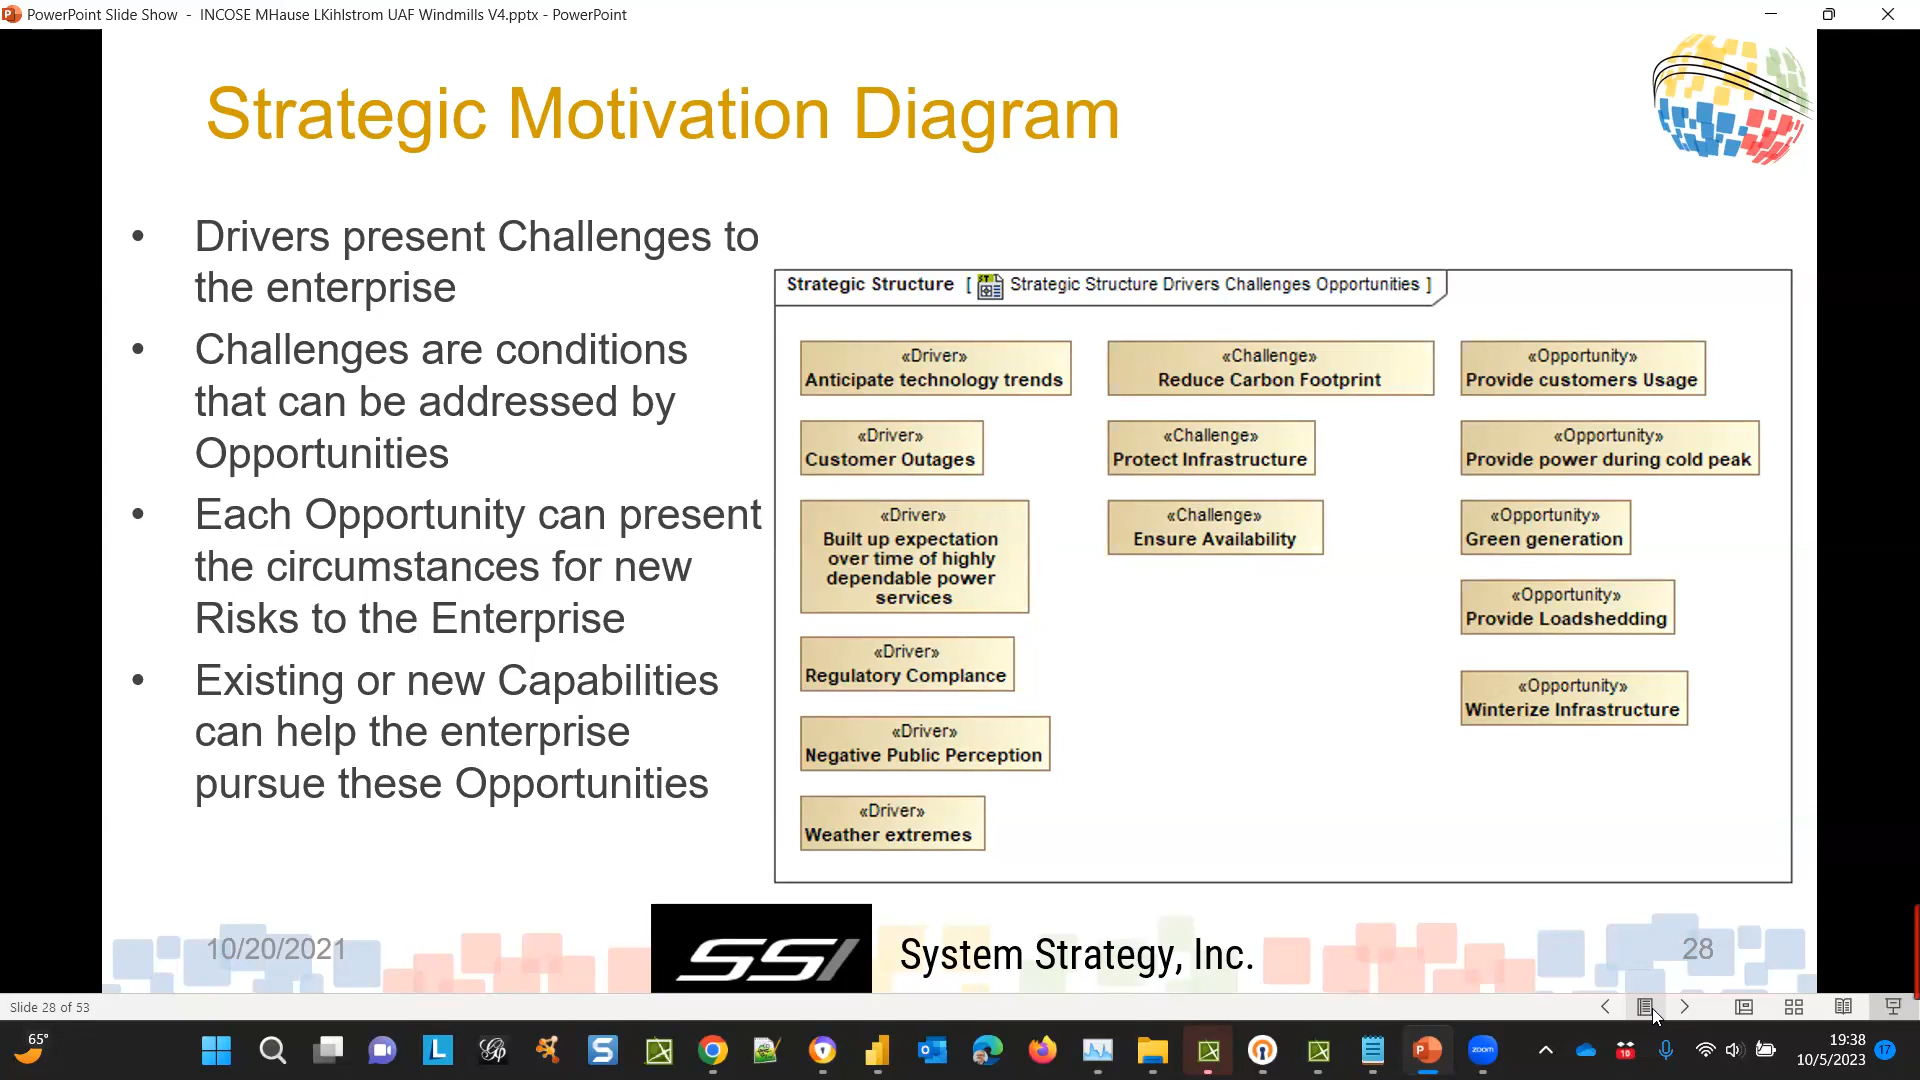 PowerPoint Slide Show - INCOSE MHause LKihlstrom UAF Windmills V4.pptx - PowerPoint
Strategic Motivation Diagram
• Drivers present Challenges to
the enterprise
• Challenges are conditions
that can be addressed by
Opportunities
• Each Opportunity can present
the circumstances for new
Risks to the Enterprise
• Existing or new Capabilities
can help the enterprise
pursue these Opportunities
Strategic Structure [ Strategic Structure Drivers Challenges Opportunities ]
«Driver»
Anticipate technology trends
«Driver»
Customer Outages
«Driver»
Built up expectation
over time of highly
dependable power
services
«Driver»
Regulatory Complance
«Driver»
Negative Public Perception
«Driver»
Weather extremes
«Challenge»
Reduce Carbon Footprint
«Challenge»
Protect Infrastructure
«Challenge»
Ensure Availability
«Opportunity»
Provide customers Usage
«Opportunity»
Provide power during cold peak
«Opportunity»
Green generation
«Opportunity»
Provide Loadshedding
«Opportunity»
Winterize Infrastructure
10/20/2021
SSI
System Strategy, Inc.
28
Slide 28 of 53
65°
L
S
zoom
10
19:38
10/5/2023
17